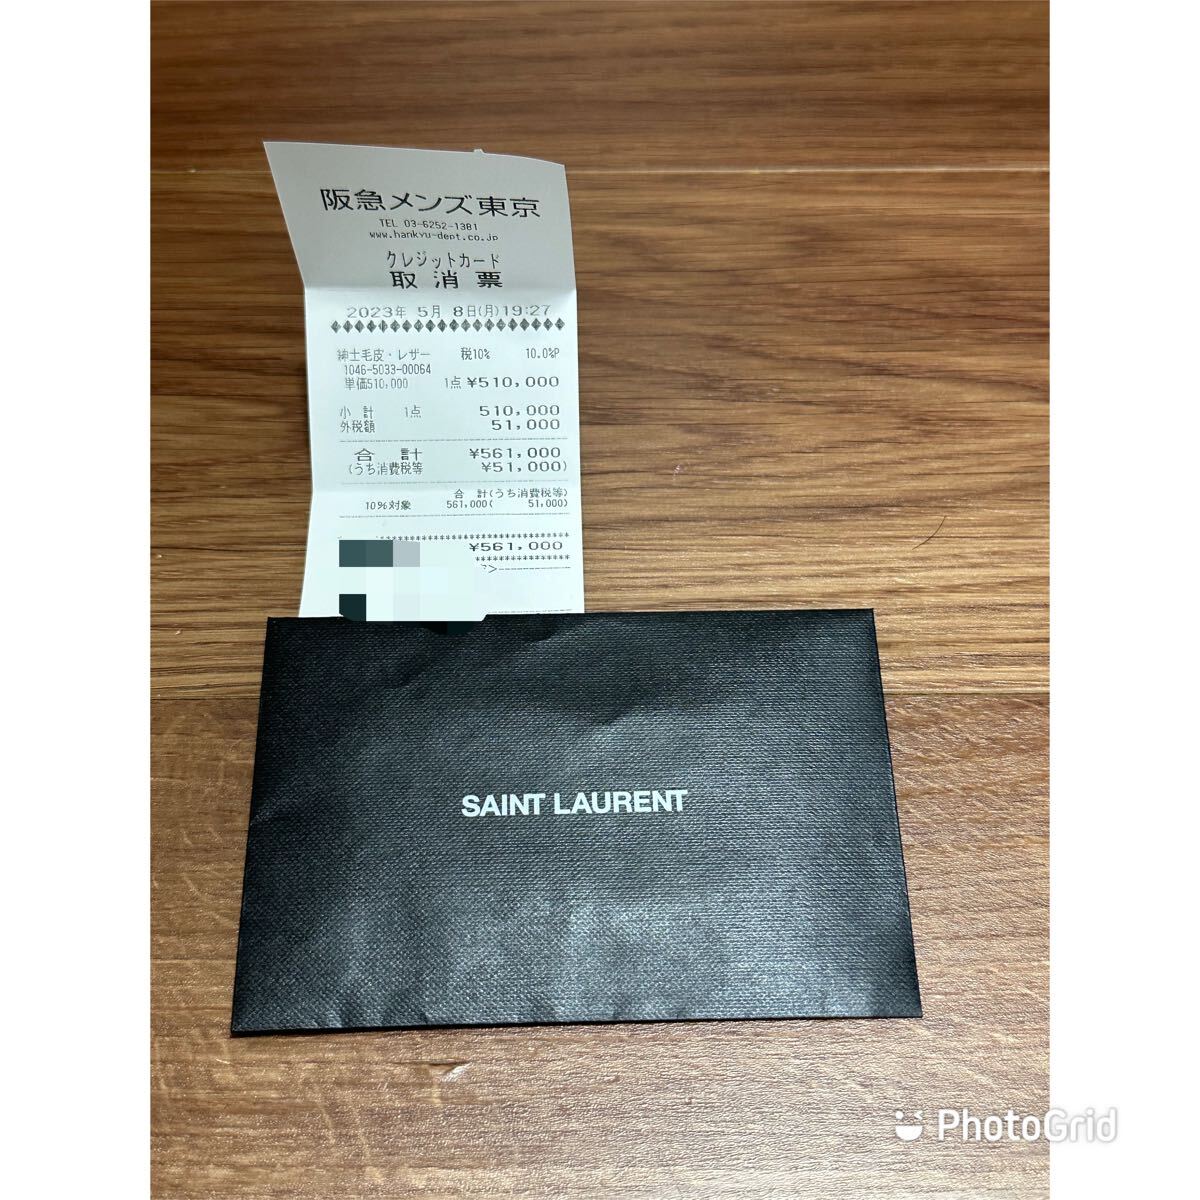 阪急メンズ東京
TEL 03-6252-1381
www.hankyu-dept.co.jp
クレジットカード
取消票
2023年 5月 8日(月)19:27
紳士毛皮・レザー 税10% 10.0%P
1046-5033-00064
単価510,000 1点 ¥510,000
小 計 1点 510,000
外税額 51,000
合 計 ¥561,000
(うち消費税等 ¥51,000)
合 計(うち消費税等)
10%対象 561,000( 51,000)
¥561,000
SAINT LAURENT
PhotoGrid